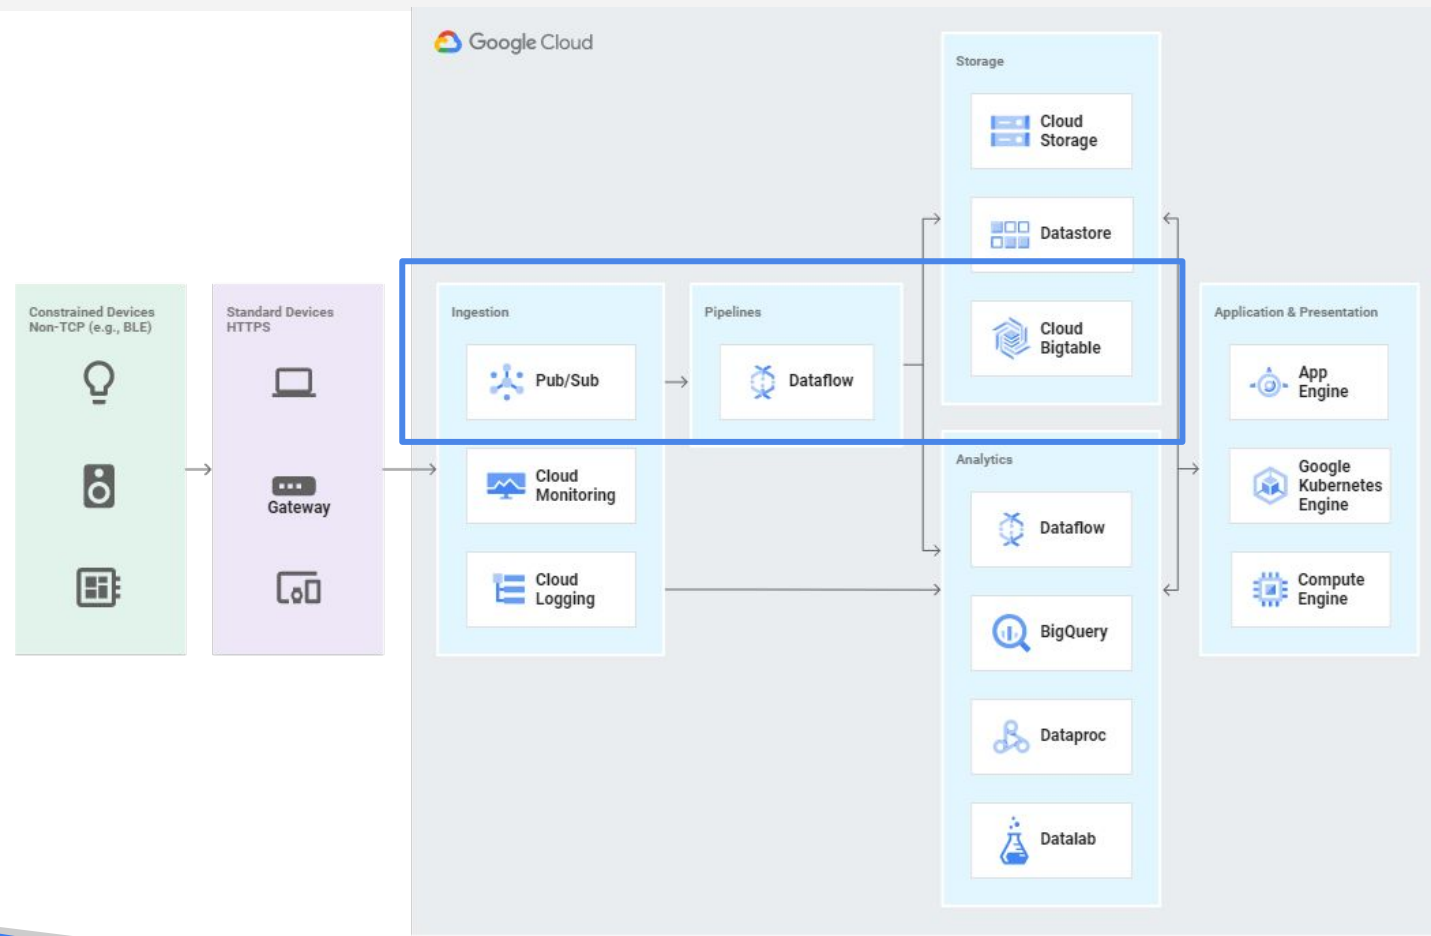 Google Cloud
Constrained Devices
Non-TCP (e.g., BLE)
Standard Devices
HTTPS
Gateway
Ingestion
Pub/Sub
Cloud
Monitoring
Cloud
Logging
Pipelines
Dataflow
Storage
Cloud
Storage
Datastore
Cloud
Bigtable
Analytics
Dataflow
BigQuery
Dataproc
Datalab
Application & Presentation
App
Engine
Google
Kubernetes
Engine
Compute
Engine